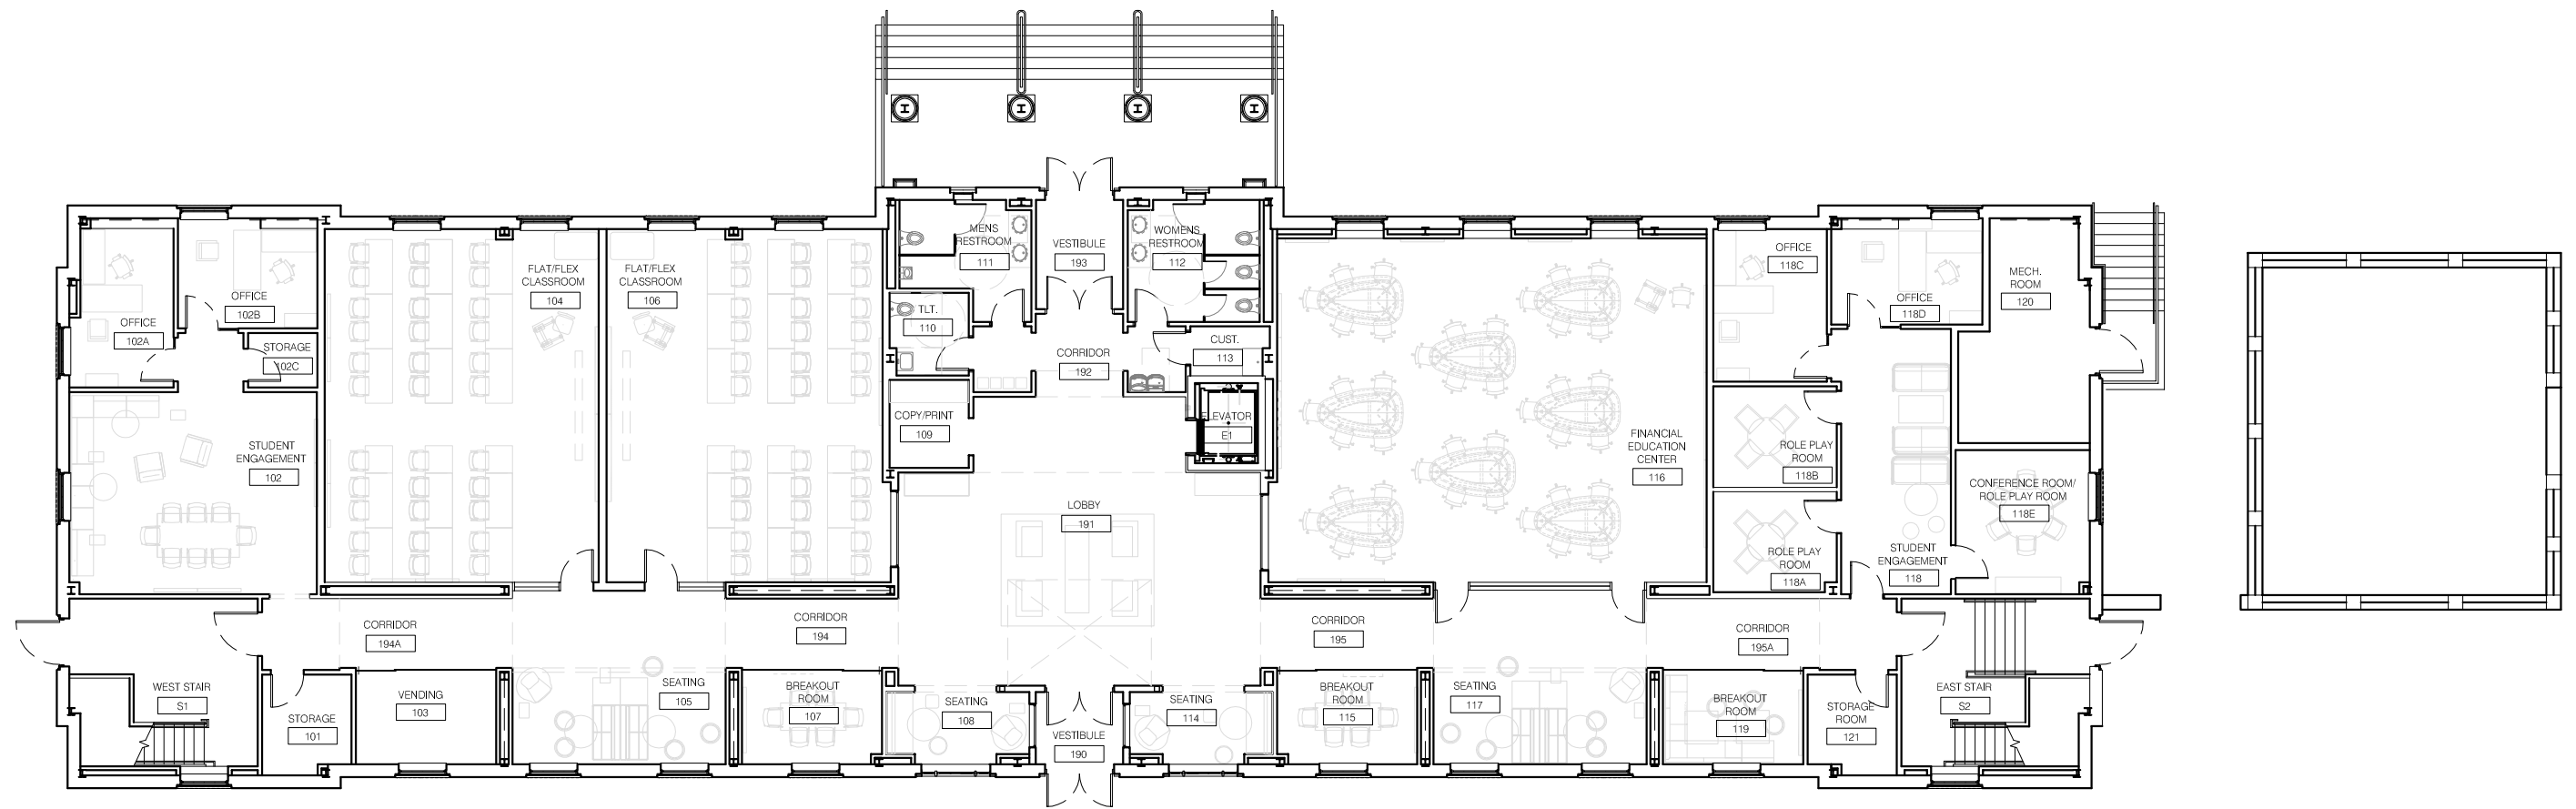 MENS
RESTROOM
111
VESTIBULE
193
WOMENS
RESTROOM
112
OFFICE
102A
OFFICE
102B
STORAGE
102C
FLAT/FLEX
CLASSROOM
104
FLAT/FLEX
CLASSROOM
106
TLT.
110
CORRIDOR
192
CUST.
113
COPY/PRINT
109
ELEVATOR
E1
OFFICE
118C
OFFICE
118D
MECH.
ROOM
120
STUDENT
ENGAGEMENT
102
LOBBY
191
FINANCIAL
EDUCATION
CENTER
116
ROLE PLAY
ROOM
118B
ROLE PLAY
ROOM
118A
CONFERENCE ROOM/
ROLE PLAY ROOM
118E
STUDENT
ENGAGEMENT
118
CORRIDOR
194A
CORRIDOR
194
CORRIDOR
195
CORRIDOR
195A
WEST STAIR
S1
STORAGE
101
VENDING
103
SEATING
105
BREAKOUT
ROOM
107
SEATING
108
VESTIBULE
190
SEATING
114
BREAKOUT
ROOM
115
SEATING
117
BREAKOUT
ROOM
119
STORAGE
ROOM
121
EAST STAIR
S2